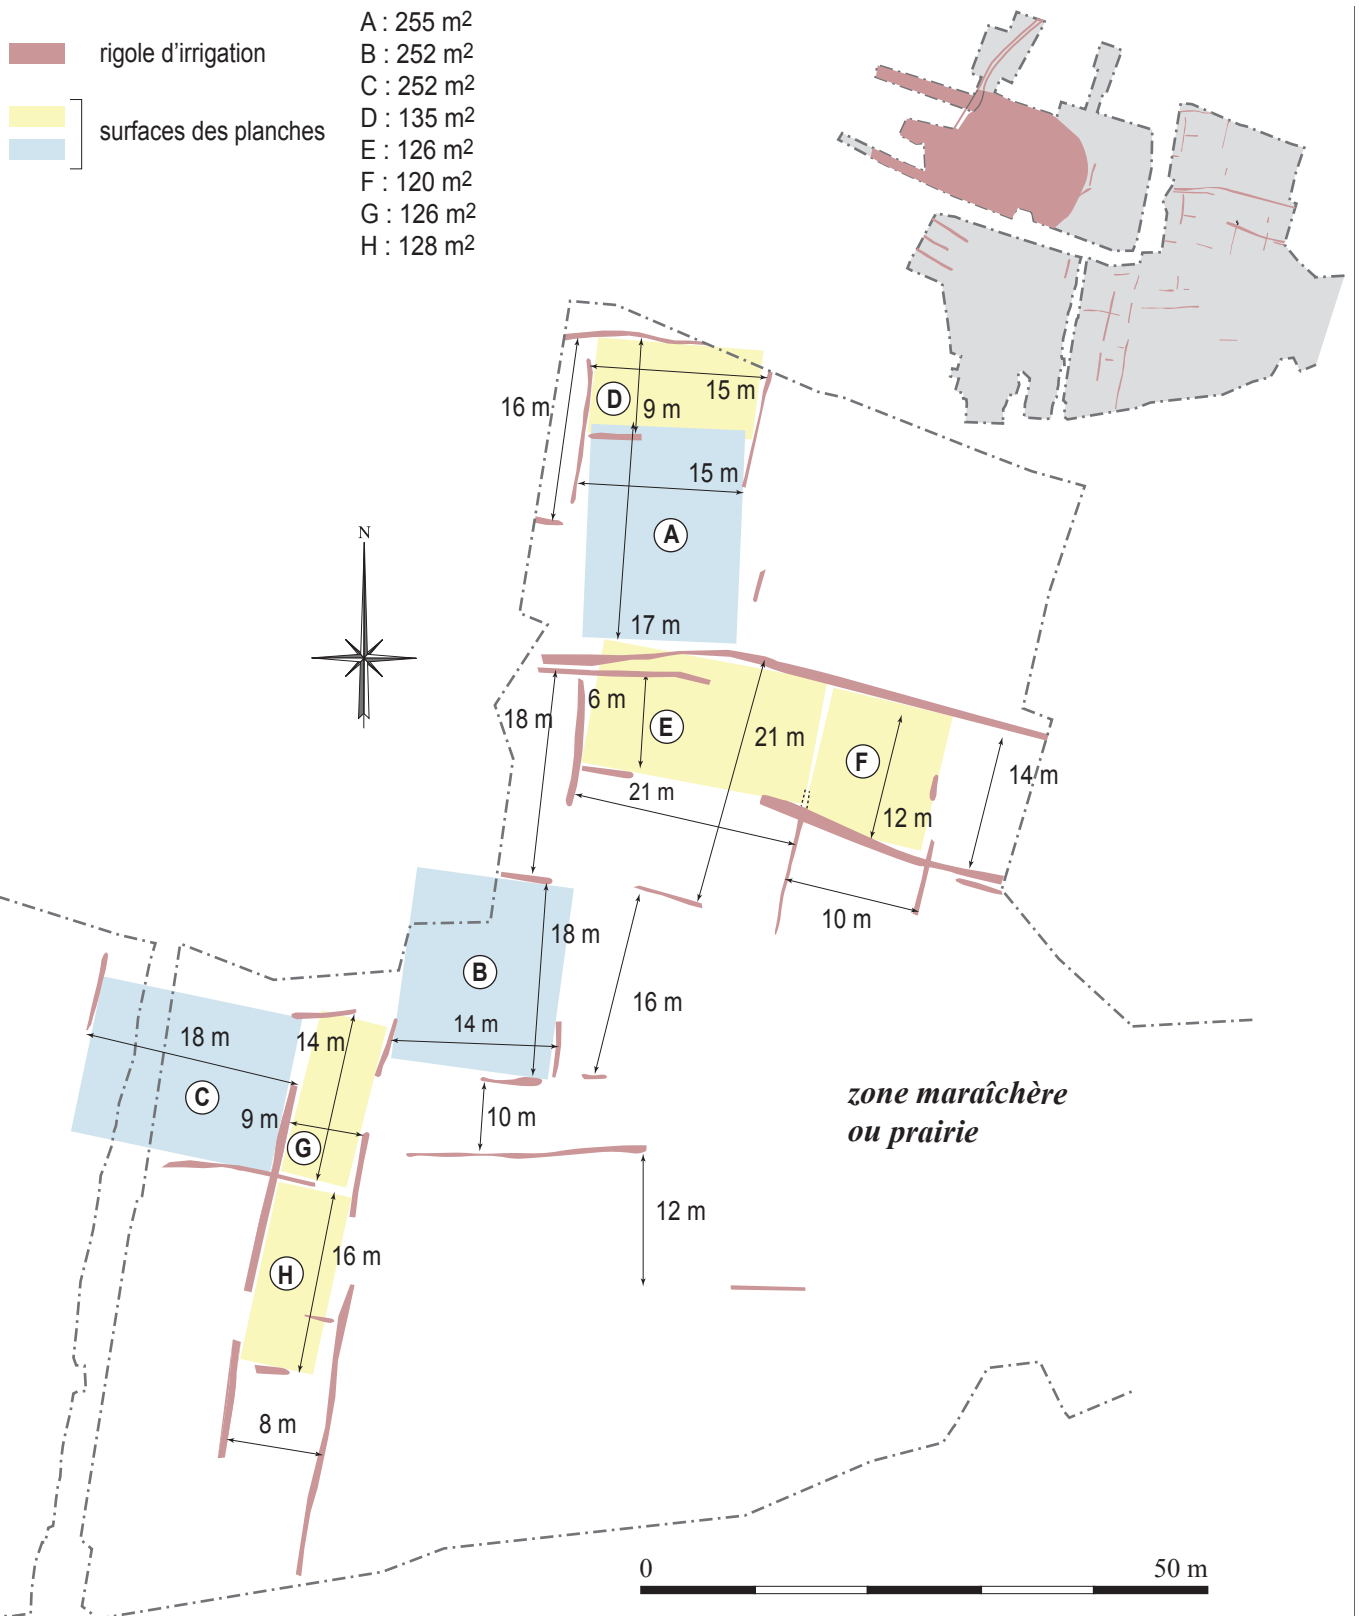 rigole d'irrigation
surfaces des planches
A : 255 m²
B : 252 m²
C : 252 m²
D : 135 m²
E : 126 m²
F : 120 m²
G : 126 m²
H : 128 m²
15 m
16 m
D
9 m
15 m
A
N
17 m
6 m
18 m
E
21 m
F
14 m
21 m
12 m
10 m
18 m
B
16 m
14 m
18 m
14 m
C
9 m
10 m
zone maraîchère
ou prairie
G
12 m
16 m
H
8 m
0 50 m